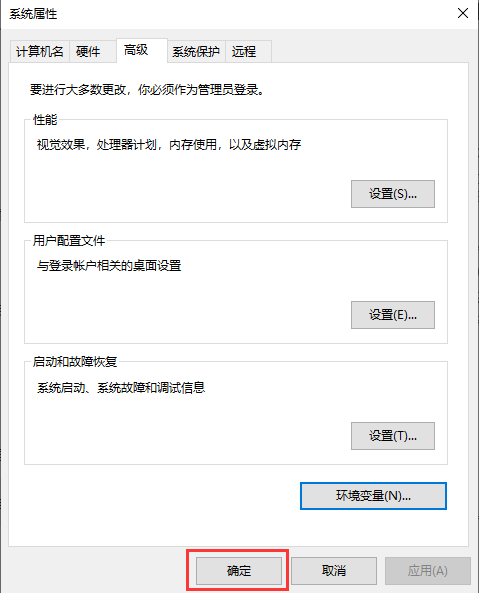 系统属性
计算机名 硬件 高级 系统保护 远程
要进行大多数更改，你必须作为管理员登录。
性能
视觉效果，处理器计划，内存使用，以及虚拟内存
设置(S)...
用户配置文件
与登录帐户相关的桌面设置
设置(E)...
启动和故障恢复
系统启动、系统故障和调试信息
设置(T)...
环境变量(N)...
确定 取消 应用(A)